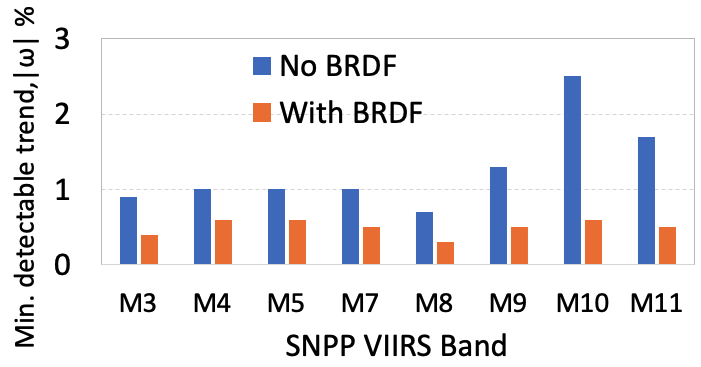 Min. detectable trend,|ω| %
3
2
1
0
No BRDF
With BRDF
M3 M4 M5 M7 M8 M9 M10 M11
SNPP VIIRS Band